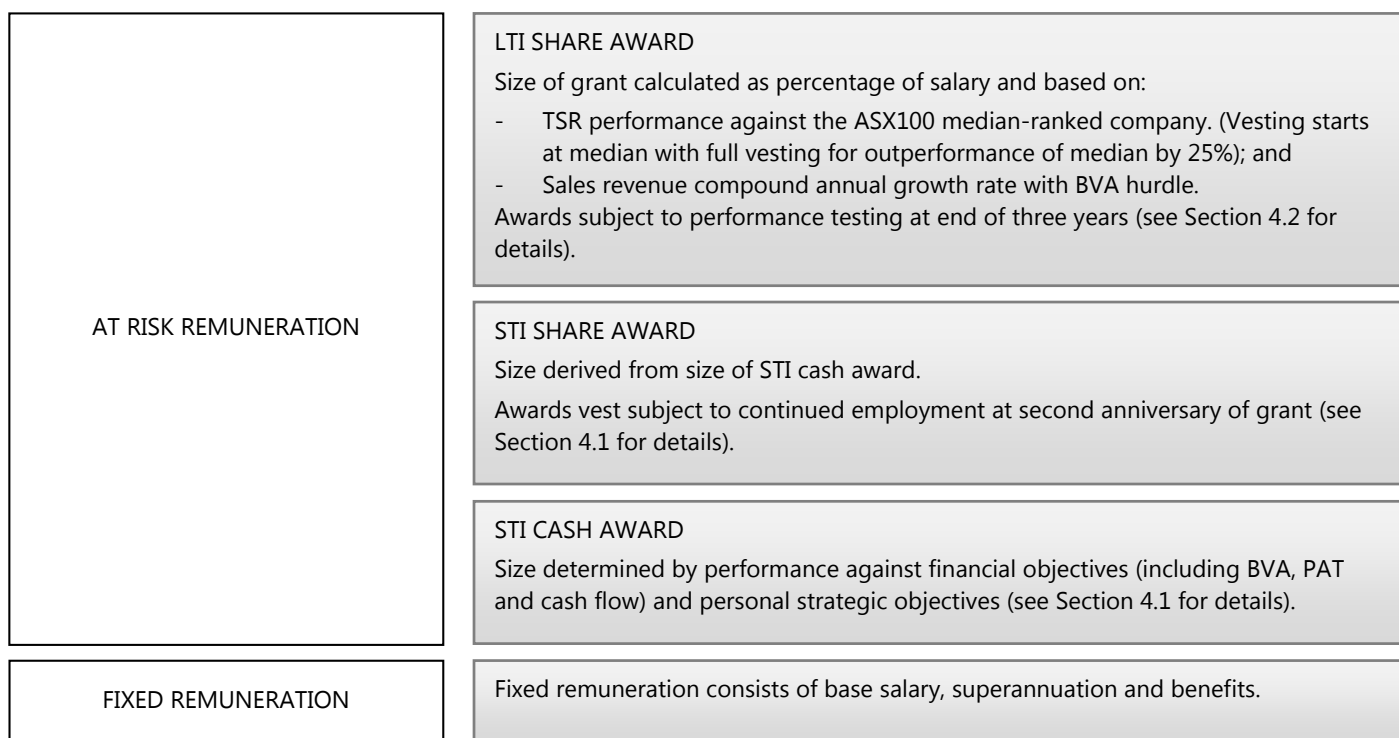 AT RISK REMUNERATION
LTI SHARE AWARD
Size of grant calculated as percentage of salary and based on:
- TSR performance against the ASX100 median-ranked company. (Vesting starts
at median with full vesting for outperformance of median by 25%); and
- Sales revenue compound annual growth rate with BVA hurdle.
Awards subject to performance testing at end of three years (see Section 4.2 for
details).
STI SHARE AWARD
Size derived from size of STI cash award.
Awards vest subject to continued employment at second anniversary of grant (see
Section 4.1 for details).
STI CASH AWARD
Size determined by performance against financial objectives (including BVA, PAT
and cash flow) and personal strategic objectives (see Section 4.1 for details).
FIXED REMUNERATION
Fixed remuneration consists of base salary, superannuation and benefits.